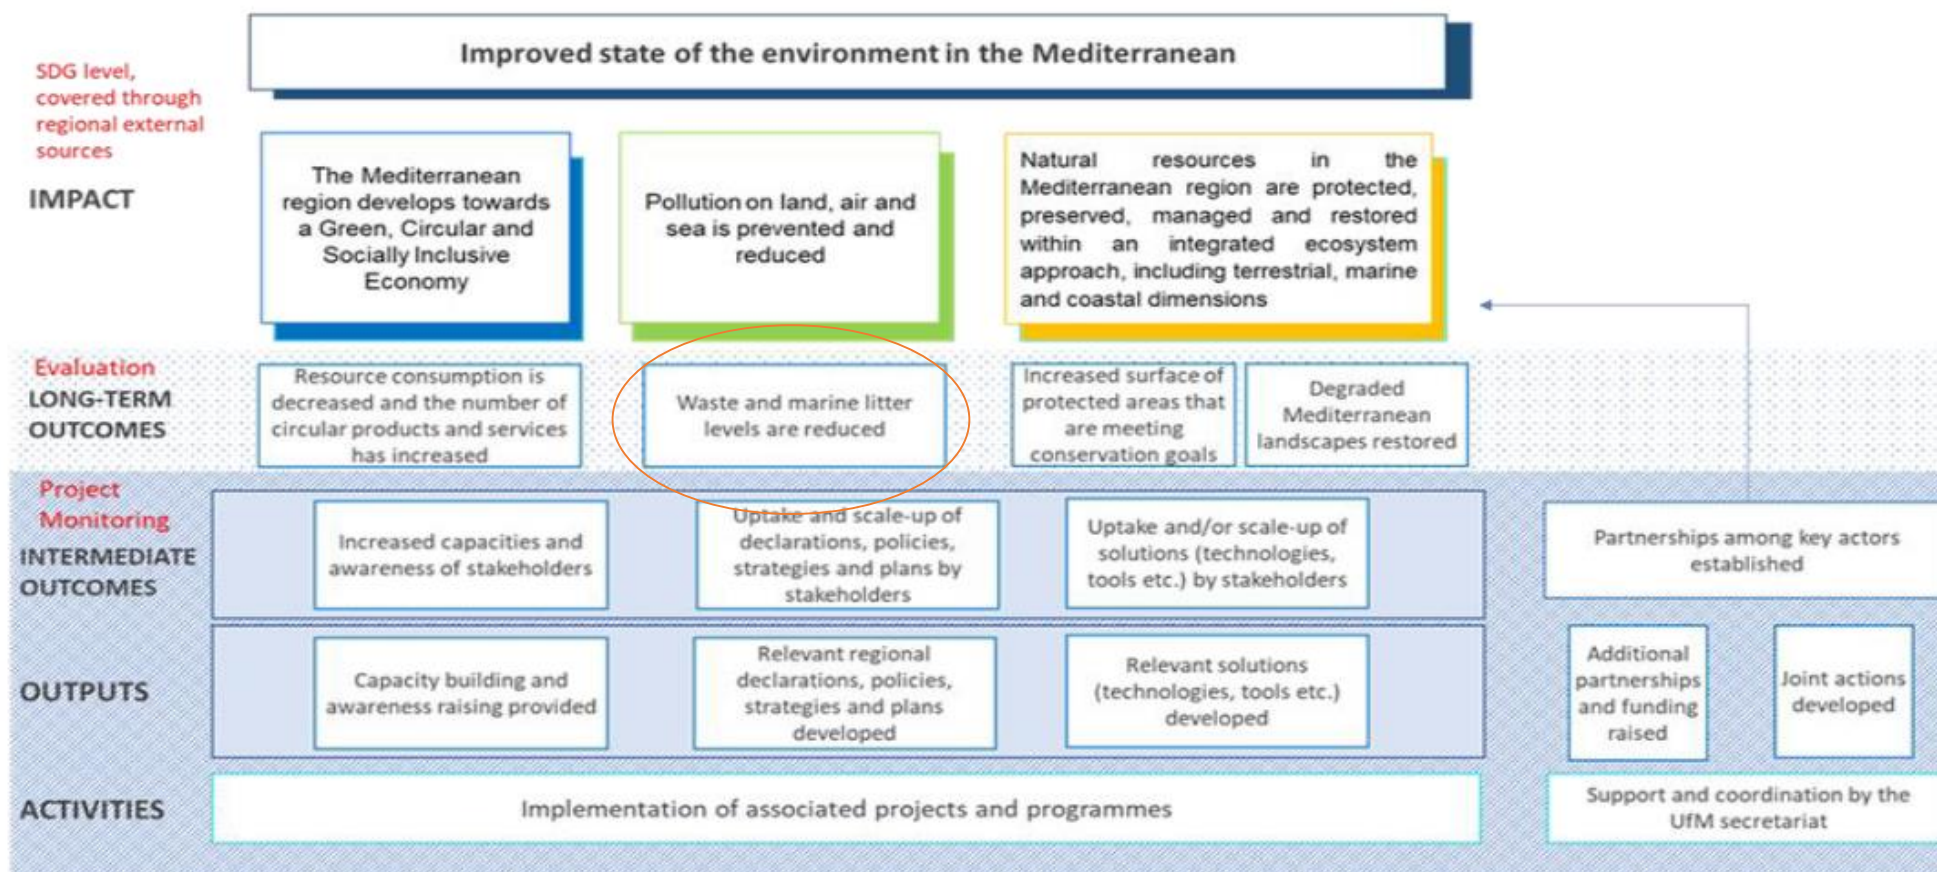 Improved state of the environment in the Mediterranean
SDG level,
covered through
regional external
sources
IMPACT
The Mediterranean
region develops towards
a Green, Circular and
Socially Inclusive
Economy
Pollution on land, air and
sea is prevented and
reduced
Natural resources in the
Mediterranean region are protected,
preserved, managed and restored
within an integrated ecosystem
approach, including terrestrial, marine
and coastal dimensions
Evaluation
LONG-TERM
OUTCOMES
Resource consumption is
decreased and the number of
circular products and services
has increased
Waste and marine litter
levels are reduced
Increased surface of
protected areas that
are meeting
conservation goals
Degraded
Mediterranean
landscapes restored
Project
Monitoring
INTERMEDIATE
OUTCOMES
Increased capacities and
awareness of stakeholders
Uptake and scale-up of
declarations, policies,
strategies and plans by
stakeholders
Uptake and/or scale-up of
solutions (technologies,
tools etc.) by stakeholders
Partnerships among key actors
established
OUTPUTS
Capacity building and
awareness raising provided
Relevant regional
declarations, policies,
strategies and plans
developed
Relevant solutions
(technologies, tools etc.)
developed
Additional
partnerships
and funding
raised
Joint actions
developed
ACTIVITIES
Implementation of associated projects and programmes
Support and coordination by the
UfM secretariat